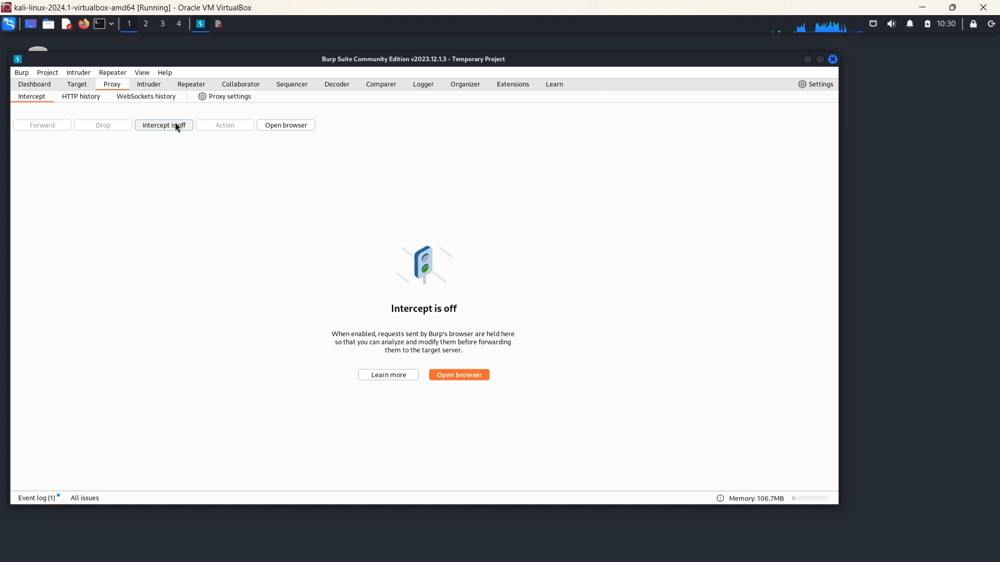 kali-linux-2024.1-virtualbox-amd64 [Running] - Oracle VM VirtualBox
1 2 3 4 10:30
Burp Suite Community Edition v2023.12.1.3 - Temporary Project
Burp Project Intruder Repeater View Help
Dashboard Target Proxy Intruder Repeater Collaborator Sequencer Decoder Comparer Logger Organizer Extensions Learn Settings
Intercept HTTP history WebSockets history Proxy settings
Forward Drop Intercept is off Action Open browser
Intercept is off
When enabled, requests sent by Burp's browser are held here
so that you can analyze and modify them before forwarding
them to the target server.
Learn more Open browser
Event log (1) All issues Memory: 106.7MB